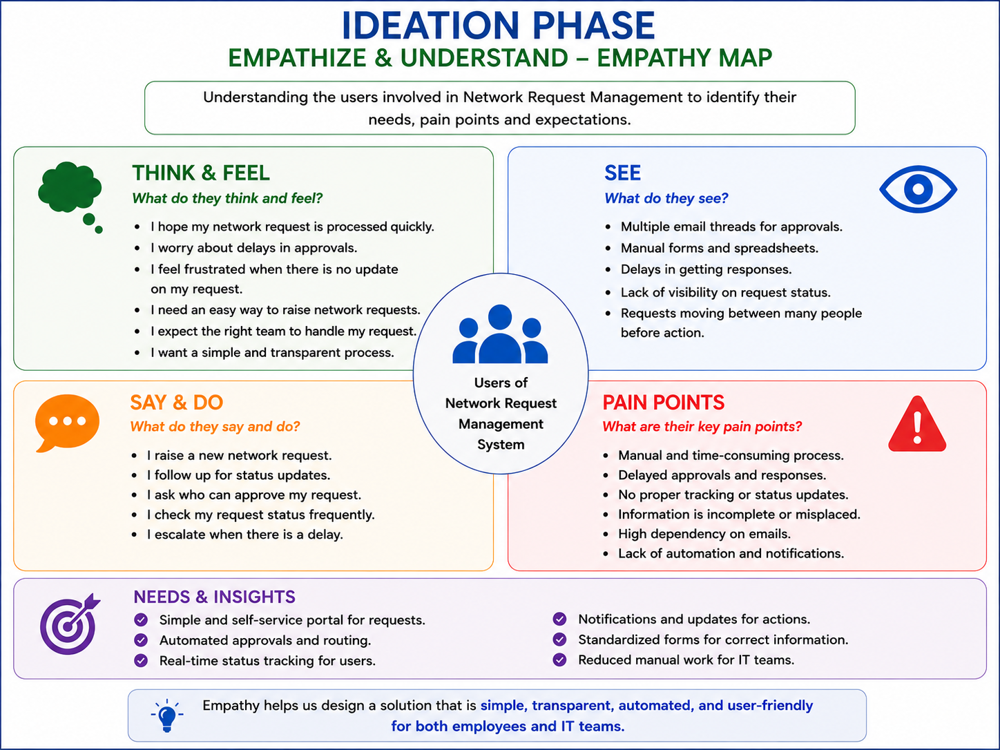 IDEATION PHASE
EMPATHIZE & UNDERSTAND – EMPATHY MAP
Understanding the users involved in Network Request Management to identify their
needs, pain points and expectations.
THINK & FEEL
What do they think and feel?
• I hope my network request is processed quickly.
• I worry about delays in approvals.
• I feel frustrated when there is no update
on my request.
• I need an easy way to raise network requests.
• I expect the right team to handle my request.
• I want a simple and transparent process.
SEE
What do they see?
• Multiple email threads for approvals.
• Manual forms and spreadsheets.
• Delays in getting responses.
• Lack of visibility on request status.
• Requests moving between many people
before action.
Users of
Network Request
Management
System
SAY & DO
What do they say and do?
• I raise a new network request.
• I follow up for status updates.
• I ask who can approve my request.
• I check my request status frequently.
• I escalate when there is a delay.
PAIN POINTS
What are their key pain points?
• Manual and time-consuming process.
• Delayed approvals and responses.
• No proper tracking or status updates.
• Information is incomplete or misplaced.
• High dependency on emails.
• Lack of automation and notifications.
NEEDS & INSIGHTS
Simple and self-service portal for requests.
Automated approvals and routing.
Real-time status tracking for users.
Notifications and updates for actions.
Standardized forms for correct information.
Reduced manual work for IT teams.
Empathy helps us design a solution that is simple, transparent, automated, and user-friendly
for both employees and IT teams.